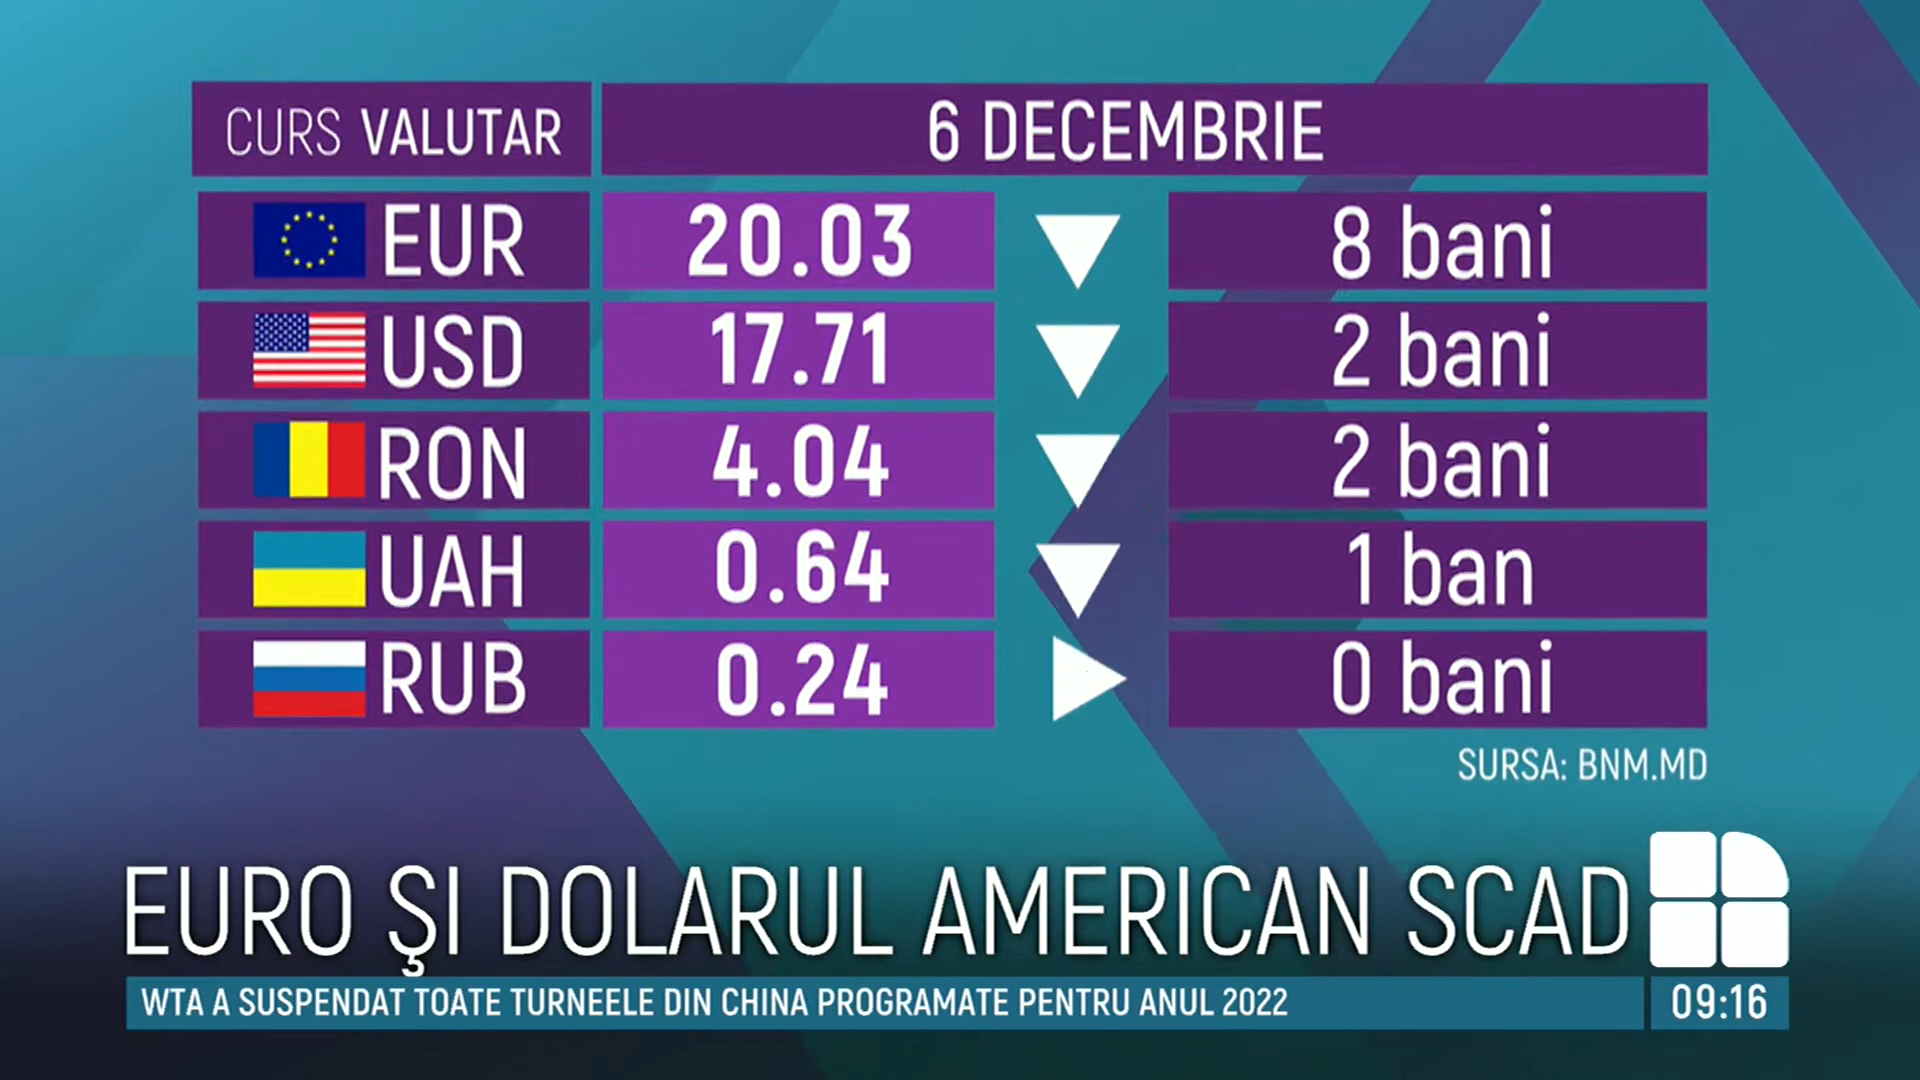 CURS VALUTAR
6 DECEMBRIE
EUR 20.03 8 bani
USD 17.71 2 bani
RON 4.04 2 bani
UAH 0.64 1 ban
RUB 0.24 0 bani
SURSA: BNM.MD
EURO ŞI DOLARUL AMERICAN SCAD
WTA A SUSPENDAT TOATE TURNEELE DIN CHINA PROGRAMATE PENTRU ANUL 2022
09:16